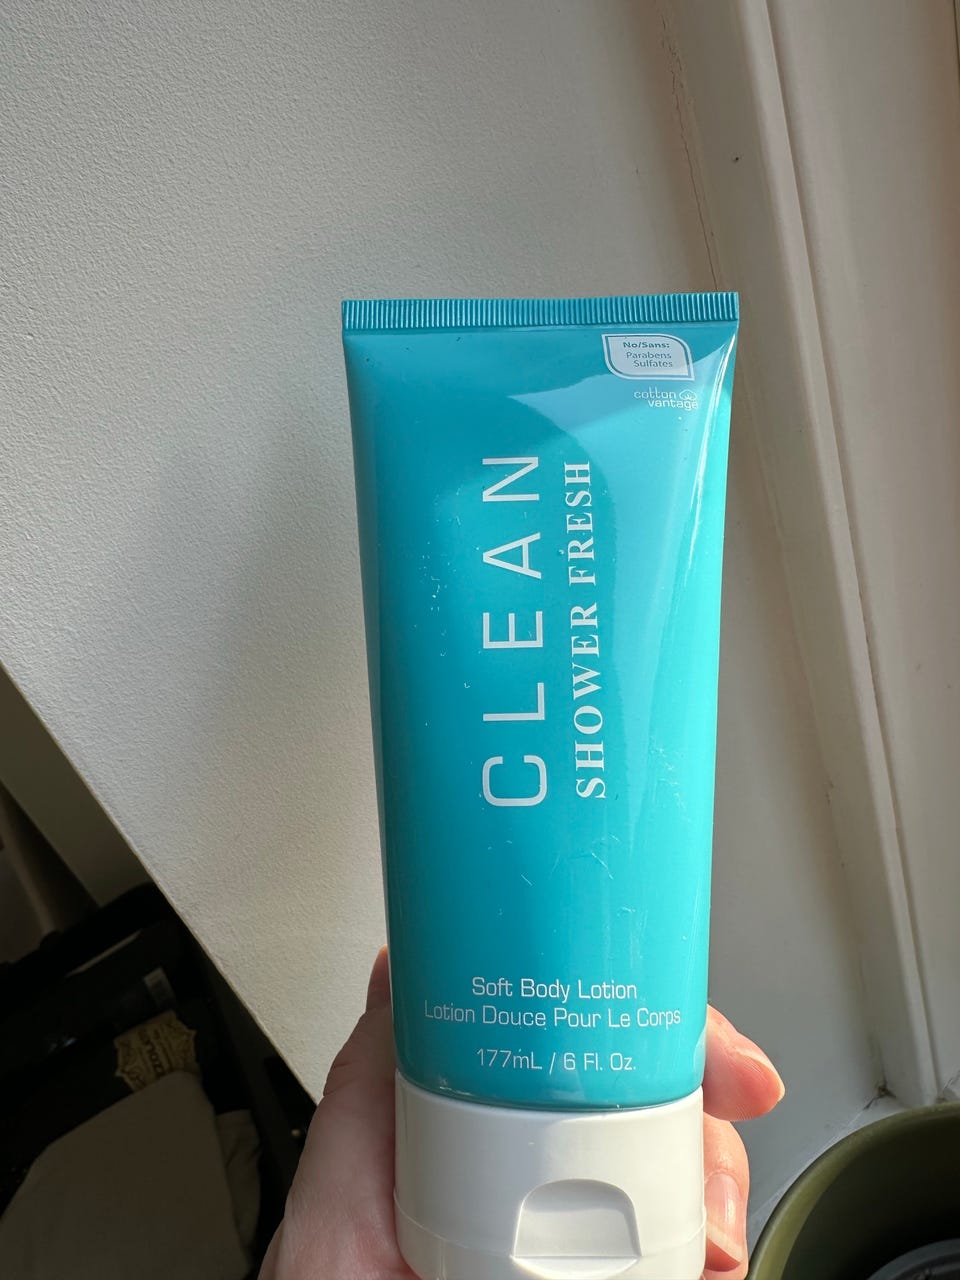 No/Sans:
Parabens
Sulfates
cotton
vantage
CLEAN
SHOWER FRESH
Soft Body Lotion
Lotion Douce Pour Le Corps
177mL / 6 Fl. Oz.